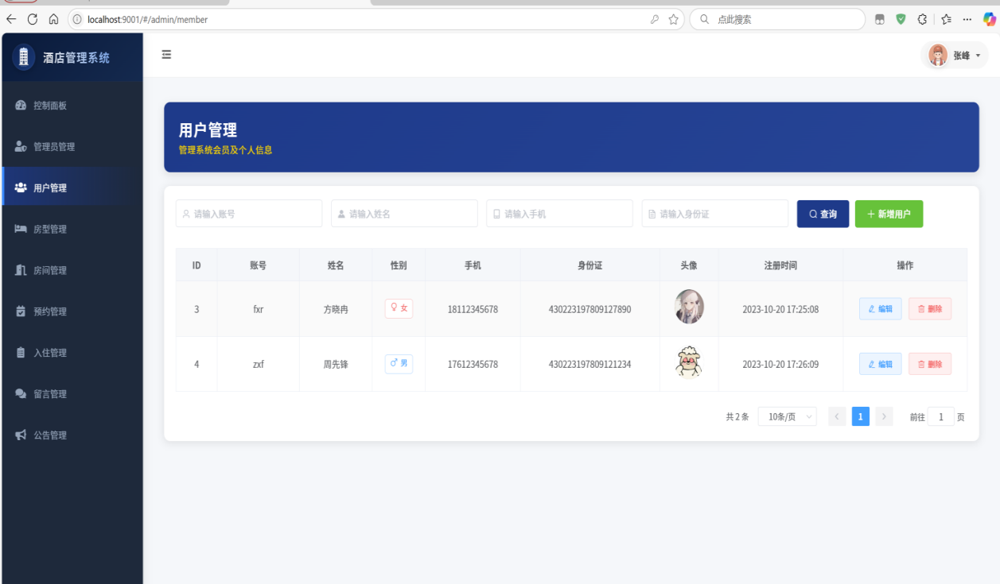 localhost:9001/#/admin/member
点此搜索
酒店管理系统
张峰
控制面板
管理员管理
用户管理
房型管理
房间管理
预约管理
入住管理
留言管理
公告管理
用户管理
管理系统会员及个人信息
请输入账号 请输入姓名 请输入手机 请输入身份证 查询 新增用户
ID 账号 姓名 性别 手机 身份证 头像 注册时间 操作
3 fxr 方晓冉 女 18112345678 430223197809127890 2023-10-20 17:25:08 编辑 删除
4 zxf 周先锋 男 17612345678 430223197809121234 2023-10-20 17:26:09 编辑 删除
共 2 条 10条/页 1 前往 1 页